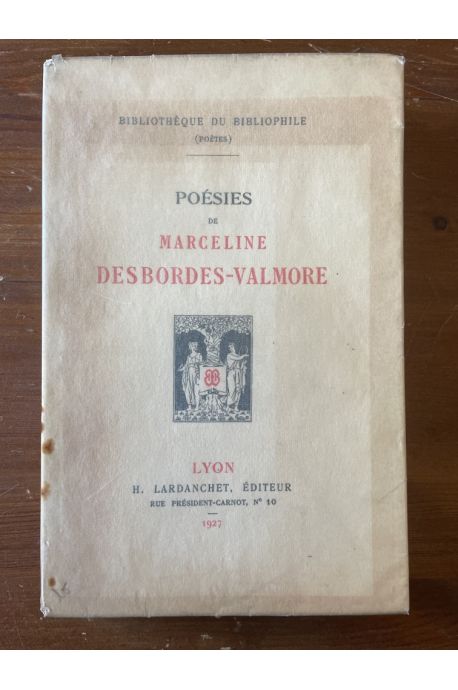 BIBLIOTHÈQUE DU BIBLIOPHILE
(POÈTES)
POÉSIES
DE
MARCELINE
DESBORDES-VALMORE
LYON
H. LARDANCHET, ÉDITEUR
RUE PRÉSIDENT-CARNOT, N° 10
1927